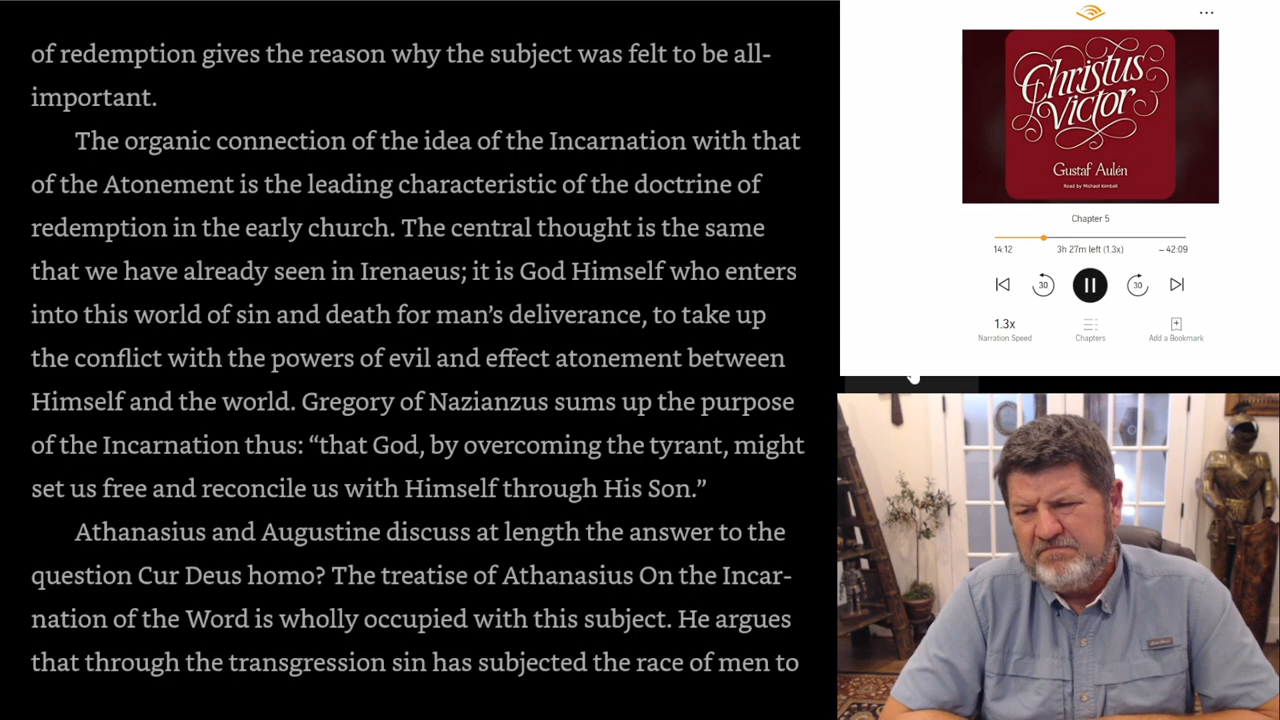 of redemption gives the reason why the subject was felt to be all-
important.
The organic connection of the idea of the Incarnation with that
of the Atonement is the leading characteristic of the doctrine of
redemption in the early church. The central thought is the same
that we have already seen in Irenaeus; it is God Himself who enters
into this world of sin and death for man’s deliverance, to take up
the conflict with the powers of evil and effect atonement between
Himself and the world. Gregory of Nazianzus sums up the purpose
of the Incarnation thus: “that God, by overcoming the tyrant, might
set us free and reconcile us with Himself through His Son.”
Athanasius and Augustine discuss at length the answer to the
question Cur Deus homo? The treatise of Athanasius On the Incar-
nation of the Word is wholly occupied with this subject. He argues
that through the transgression sin has subjected the race of men to
Christus
Victor
Gustaf Aulén
Read by Michael Kimball
Chapter 5
14:12 3h 27m left (1.3x) – 42:09
30 30
1.3x
Narration Speed Chapters Add a Bookmark